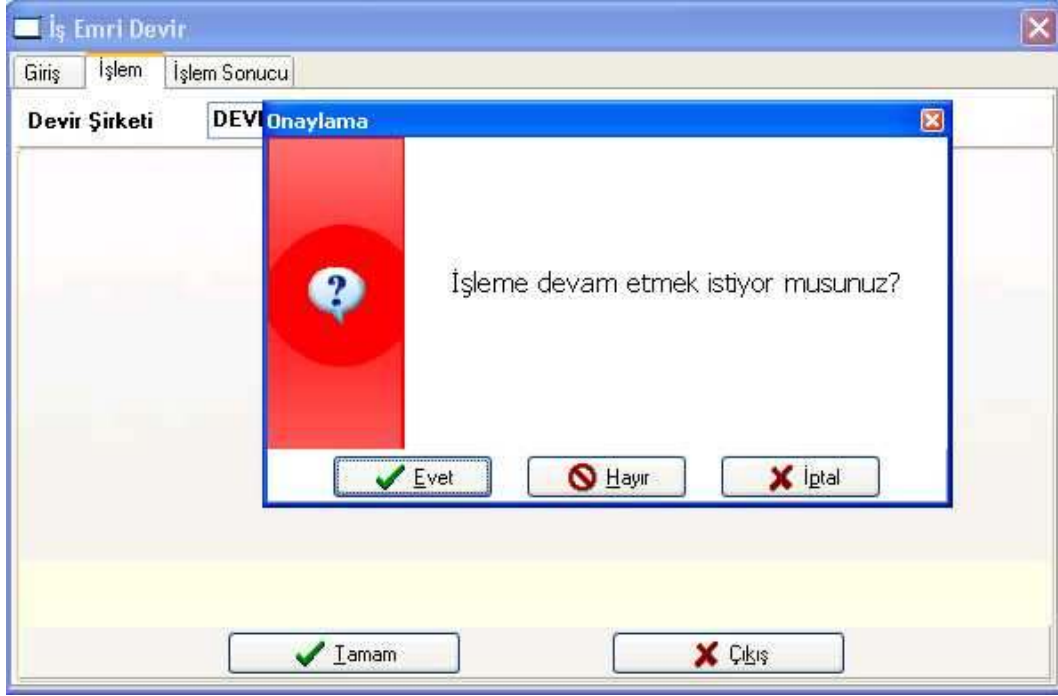 İş Emri Devir
Giriş İşlem İşlem Sonucu
Devir Şirketi
Onaylama
İşleme devam etmek istiyor musunuz?
Evet Hayır İptal
Tamam Çıkış